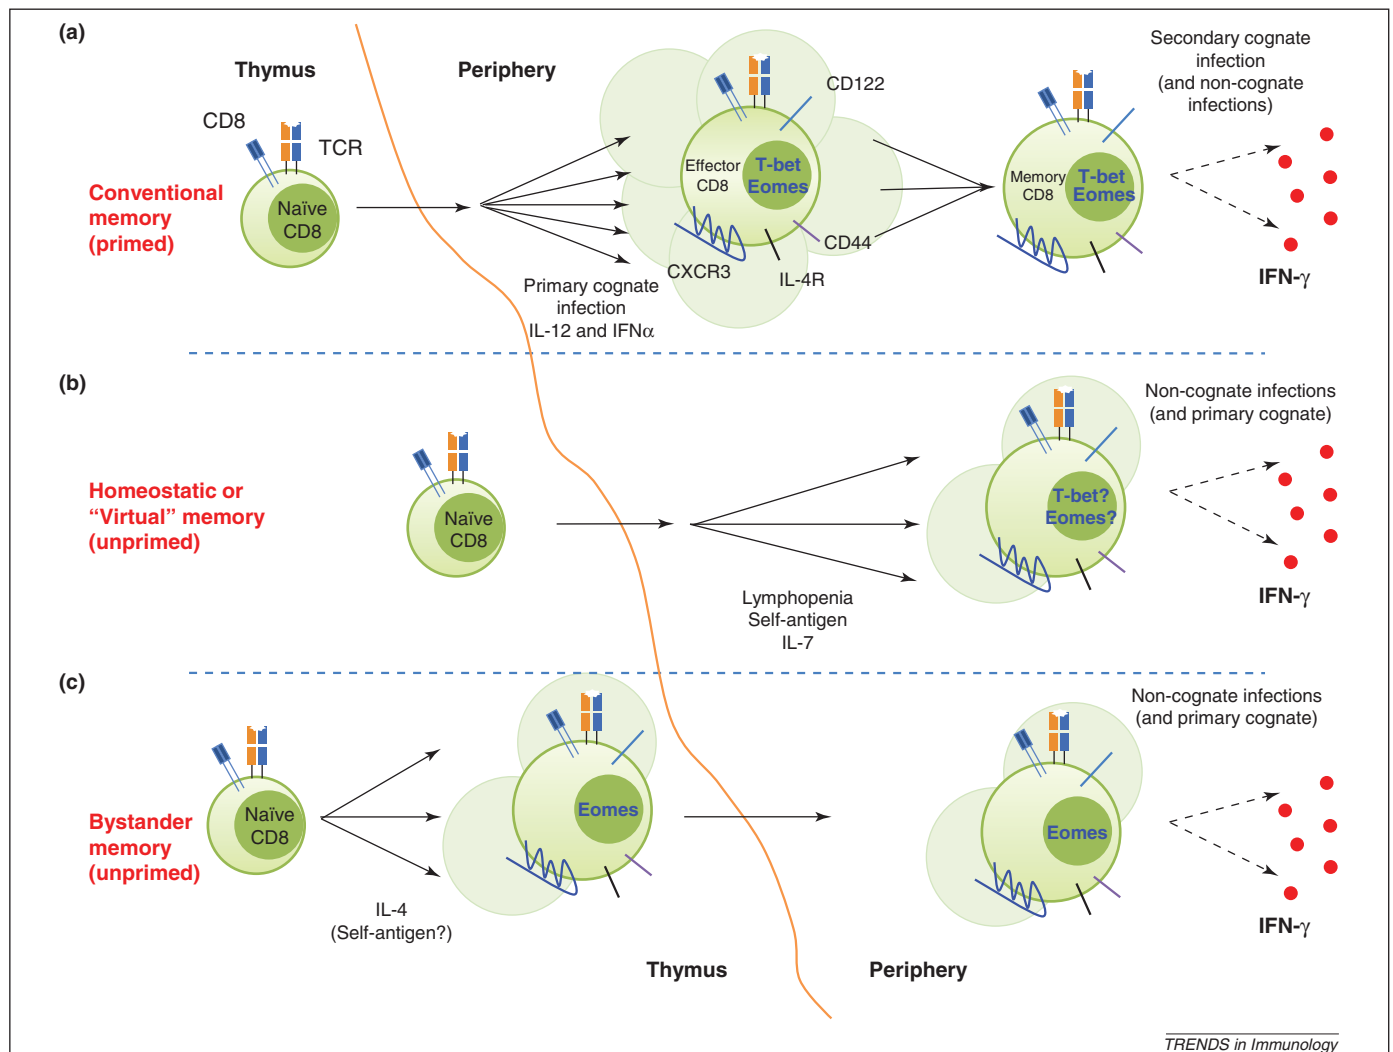 (a)
Thymus
Periphery
CD8
TCR
Conventional
memory
(primed)
Naïve
CD8
Primary cognate
infection
IL-12 and IFNα
Effector
CD8
T-bet
Eomes
CD122
CD44
CXCR3
IL-4R
Memory
CD8
T-bet
Eomes
Secondary cognate
infection
(and non-cognate
infections)
IFN-γ
(b)
Homeostatic or
“Virtual” memory
(unprimed)
Naïve
CD8
Lymphopenia
Self-antigen
IL-7
T-bet?
Eomes?
Non-cognate infections
(and primary cognate)
IFN-γ
(c)
Bystander
memory
(unprimed)
Naïve
CD8
IL-4
(Self-antigen?)
Eomes
Eomes
Non-cognate infections
(and primary cognate)
IFN-γ
Thymus
Periphery
TRENDS in Immunology